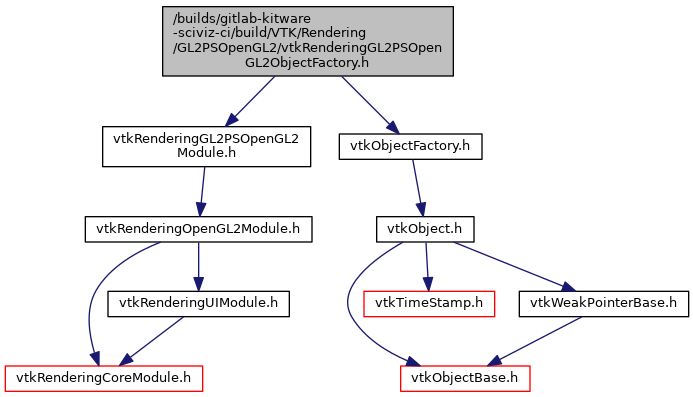 /builds/gitlab-kitware
-sciviz-ci/build/VTK/Rendering
/GL2PSOpenGL2/vtkRenderingGL2PSOpen
GL2ObjectFactory.h
vtkRenderingGL2PSOpenGL2
Module.h
vtkObjectFactory.h
vtkRenderingOpenGL2Module.h
vtkObject.h
vtkRenderingUIModule.h
vtkTimeStamp.h
vtkWeakPointerBase.h
vtkRenderingCoreModule.h
vtkObjectBase.h